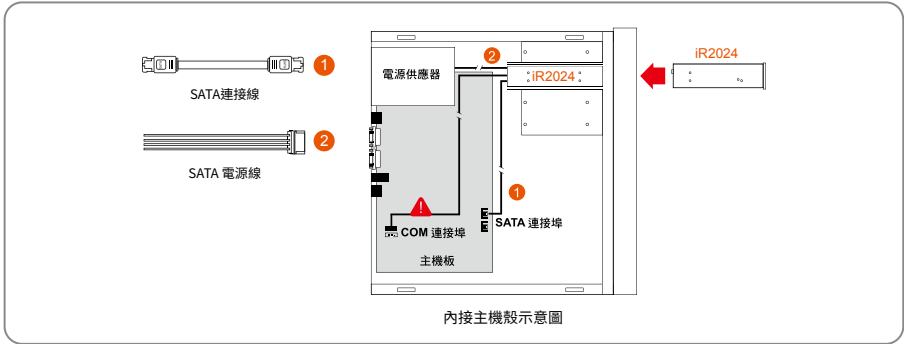 1
SATA連接線
2
SATA 電源線
電源供應器
2
iR2024
iR2024
1
!
COM 連接埠
SATA 連接埠
主機板
內接主機殼示意圖